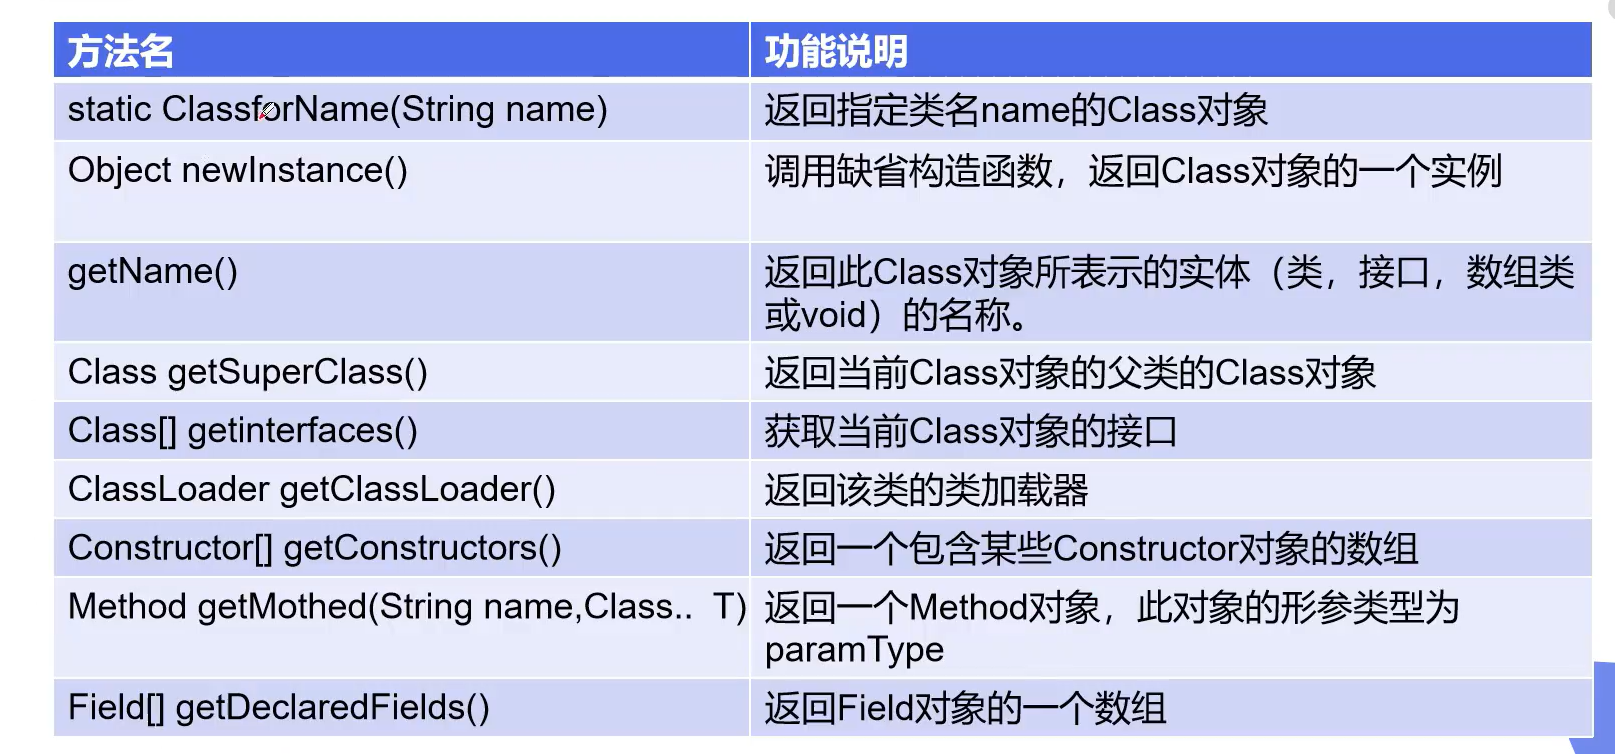 方法名
功能说明
static ClassforName(String name)
返回指定类名name的Class对象
Object newInstance()
调用缺省构造函数，返回Class对象的一个实例
getName()
返回此Class对象所表示的实体（类，接口，数组类
或void）的名称。
Class getSuperClass()
返回当前Class对象的父类的Class对象
Class[] getinterfaces()
获取当前Class对象的接口
ClassLoader getClassLoader()
返回该类的类加载器
Constructor[] getConstructors()
返回一个包含某些Constructor对象的数组
Method getMothed(String name,Class.. T)
返回一个Method对象，此对象的形参类型为
paramType
Field[] getDeclaredFields()
返回Field对象的一个数组